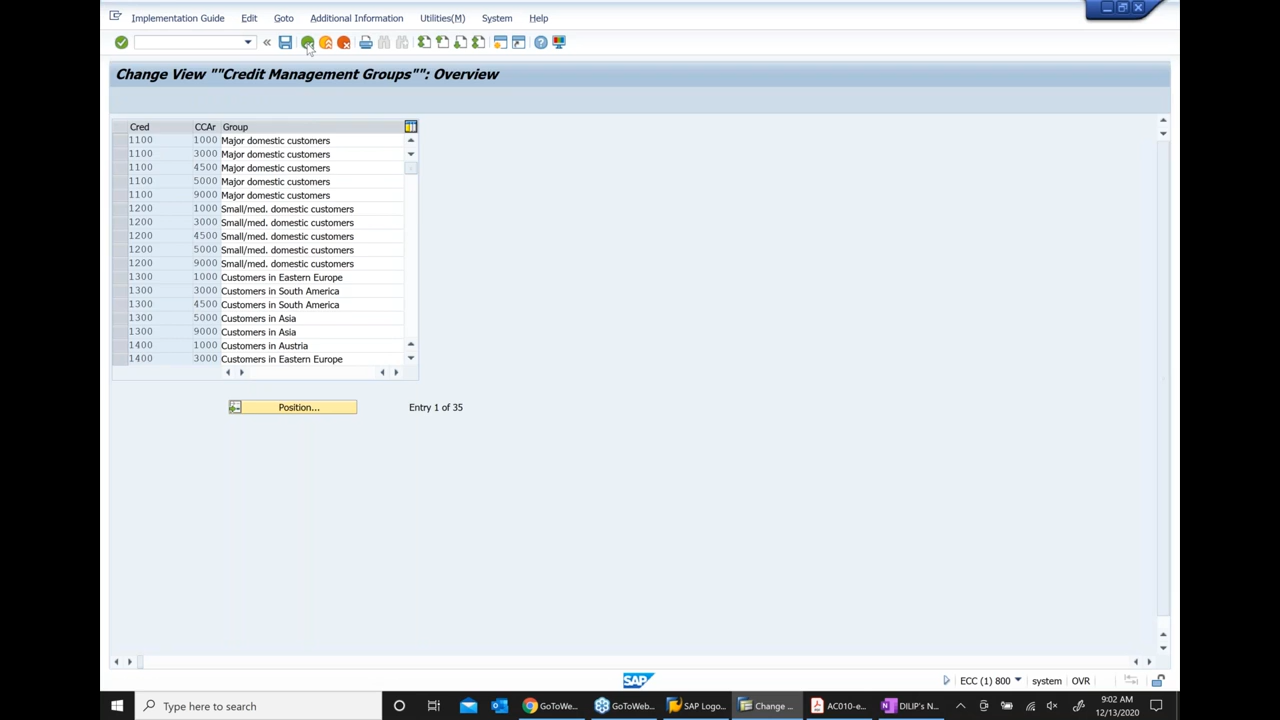 Implementation Guide Edit Goto Additional Information Utilities(M) System Help
Change View ""Credit Management Groups"": Overview
Cred CCAr Group
1100 1000 Major domestic customers
1100 3000 Major domestic customers
1100 4500 Major domestic customers
1100 5000 Major domestic customers
1100 9000 Major domestic customers
1200 1000 Small/med. domestic customers
1200 3000 Small/med. domestic customers
1200 4500 Small/med. domestic customers
1200 5000 Small/med. domestic customers
1200 9000 Small/med. domestic customers
1300 1000 Customers in Eastern Europe
1300 3000 Customers in South America
1300 4500 Customers in South America
1300 5000 Customers in Asia
1300 9000 Customers in Asia
1400 1000 Customers in Austria
1400 3000 Customers in Eastern Europe
Position... Entry 1 of 35
SAP
ECC (1) 800 system OVR
Type here to search GoToWe... GoToWeb... SAP Logo... Change ... AC010-e... DILIP's N... 9:02 AM
12/13/2020